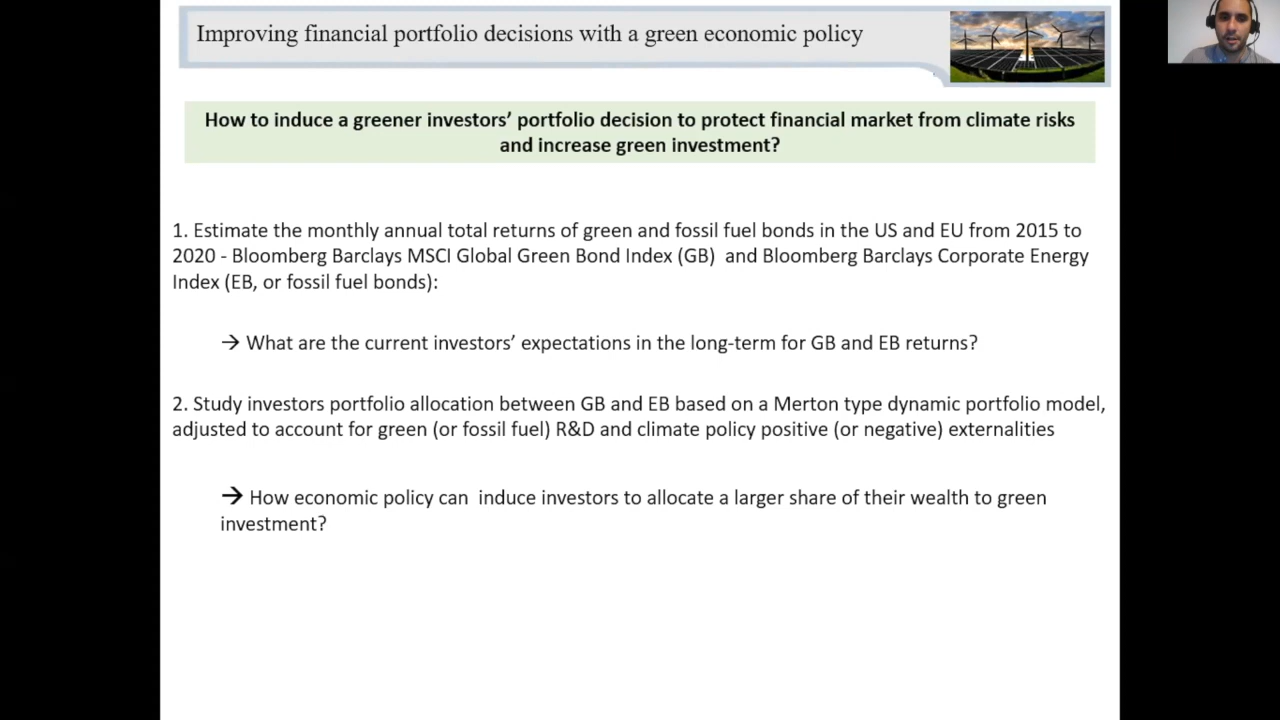 Improving financial portfolio decisions with a green economic policy
How to induce a greener investors’ portfolio decision to protect financial market from climate risks
and increase green investment?
1. Estimate the monthly annual total returns of green and fossil fuel bonds in the US and EU from 2015 to
2020 - Bloomberg Barclays MSCI Global Green Bond Index (GB)  and Bloomberg Barclays Corporate Energy
Index (EB, or fossil fuel bonds):
→ What are the current investors’ expectations in the long-term for GB and EB returns?
2. Study investors portfolio allocation between GB and EB based on a Merton type dynamic portfolio model,
adjusted to account for green (or fossil fuel) R&D and climate policy positive (or negative) externalities
→ How economic policy can  induce investors to allocate a larger share of their wealth to green
investment?